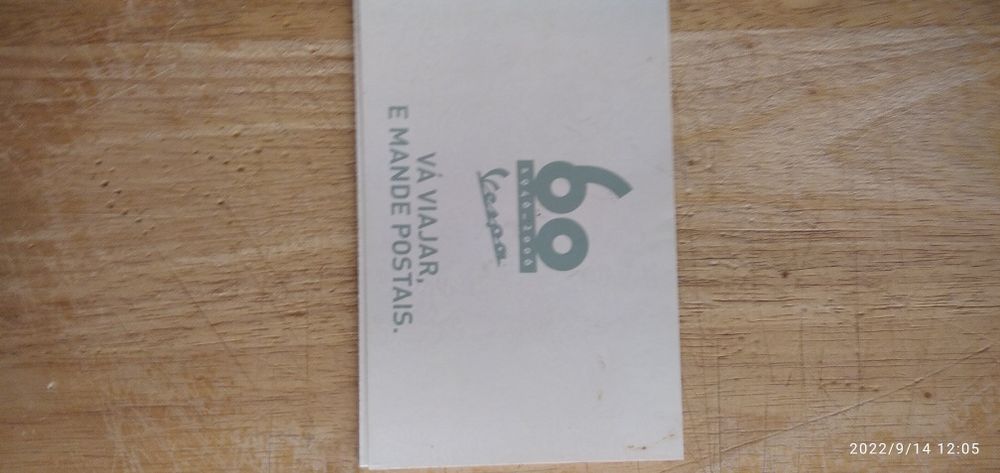 60
1946-2006
Vespa
VÁ VIAJAR,
E MANDE POSTAIS.
2022/9/14 12:05